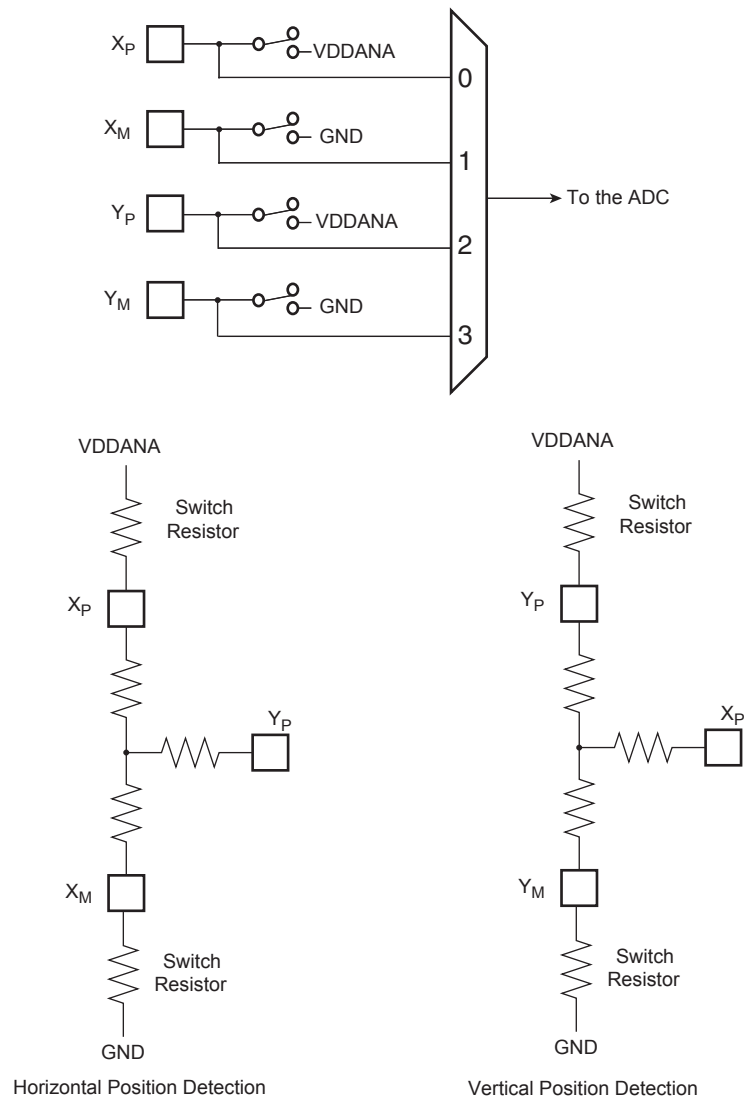 XP
VDDANA
0
XM
GND
1
YP
VDDANA
2
To the ADC
YM
GND
3
VDDANA
Switch
Resistor
XP
YP
XM
Switch
Resistor
GND
Horizontal Position Detection
VDDANA
Switch
Resistor
YP
XP
YM
Switch
Resistor
GND
Vertical Position Detection